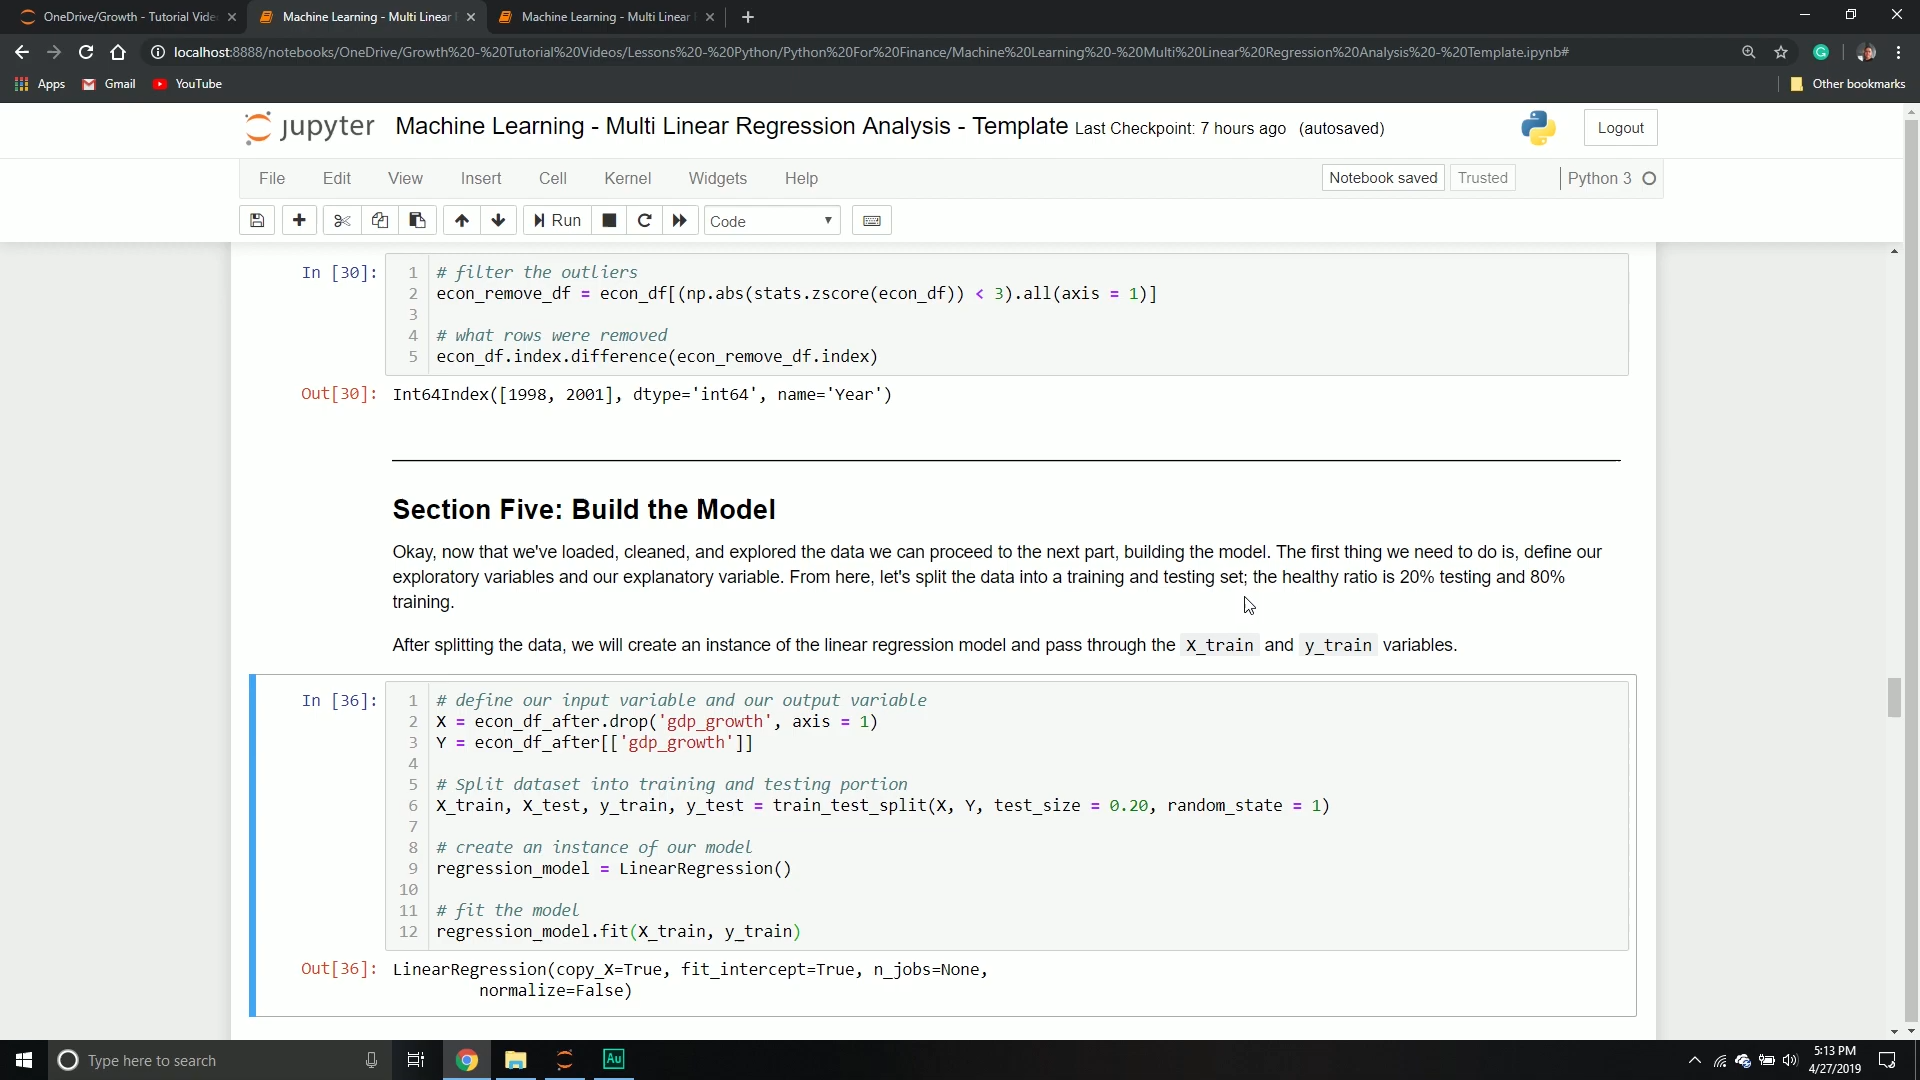 OneDrive/Growth - Tutorial Vide
Machine Learning - Multi Linear
Machine Learning - Multi Linear
localhost:8888/notebooks/OneDrive/Growth%20-%20Tutorial%20Videos/Lessons%20-%20Python/Python%20For%20Finance/Machine%20Learning%20-%20Multi%20Linear%20Regression%20Analysis%20-%20Template.ipynb#
Apps Gmail YouTube Other bookmarks
jupyter Machine Learning - Multi Linear Regression Analysis - Template Last Checkpoint: 7 hours ago (autosaved) Logout
File Edit View Insert Cell Kernel Widgets Help Notebook saved Trusted Python 3
Run Code
In [30]:
1 # filter the outliers
2 econ_remove_df = econ_df[(np.abs(stats.zscore(econ_df)) < 3).all(axis = 1)]
3
4 # what rows were removed
5 econ_df.index.difference(econ_remove_df.index)
Out[30]: Int64Index([1998, 2001], dtype='int64', name='Year')
Section Five: Build the Model
Okay, now that we've loaded, cleaned, and explored the data we can proceed to the next part, building the model. The first thing we need to do is, define our
exploratory variables and our explanatory variable. From here, let's split the data into a training and testing set; the healthy ratio is 20% testing and 80%
training.
After splitting the data, we will create an instance of the linear regression model and pass through the X_train and y_train variables.
In [36]:
1 # define our input variable and our output variable
2 X = econ_df_after.drop('gdp_growth', axis = 1)
3 Y = econ_df_after[['gdp_growth']]
4
5 # Split dataset into training and testing portion
6 X_train, X_test, y_train, y_test = train_test_split(X, Y, test_size = 0.20, random_state = 1)
7
8 # create an instance of our model
9 regression_model = LinearRegression()
10
11 # fit the model
12 regression_model.fit(X_train, y_train)
Out[36]: LinearRegression(copy_X=True, fit_intercept=True, n_jobs=None,
normalize=False)
Type here to search
Au
5:13 PM
4/27/2019